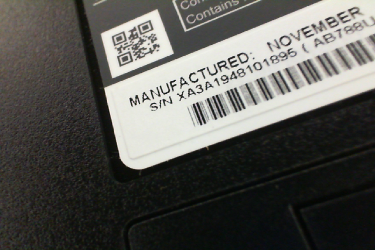 Contains
MANUFACTURED: NOVEMBER
S/N XA3A1948101895 ( AB788U